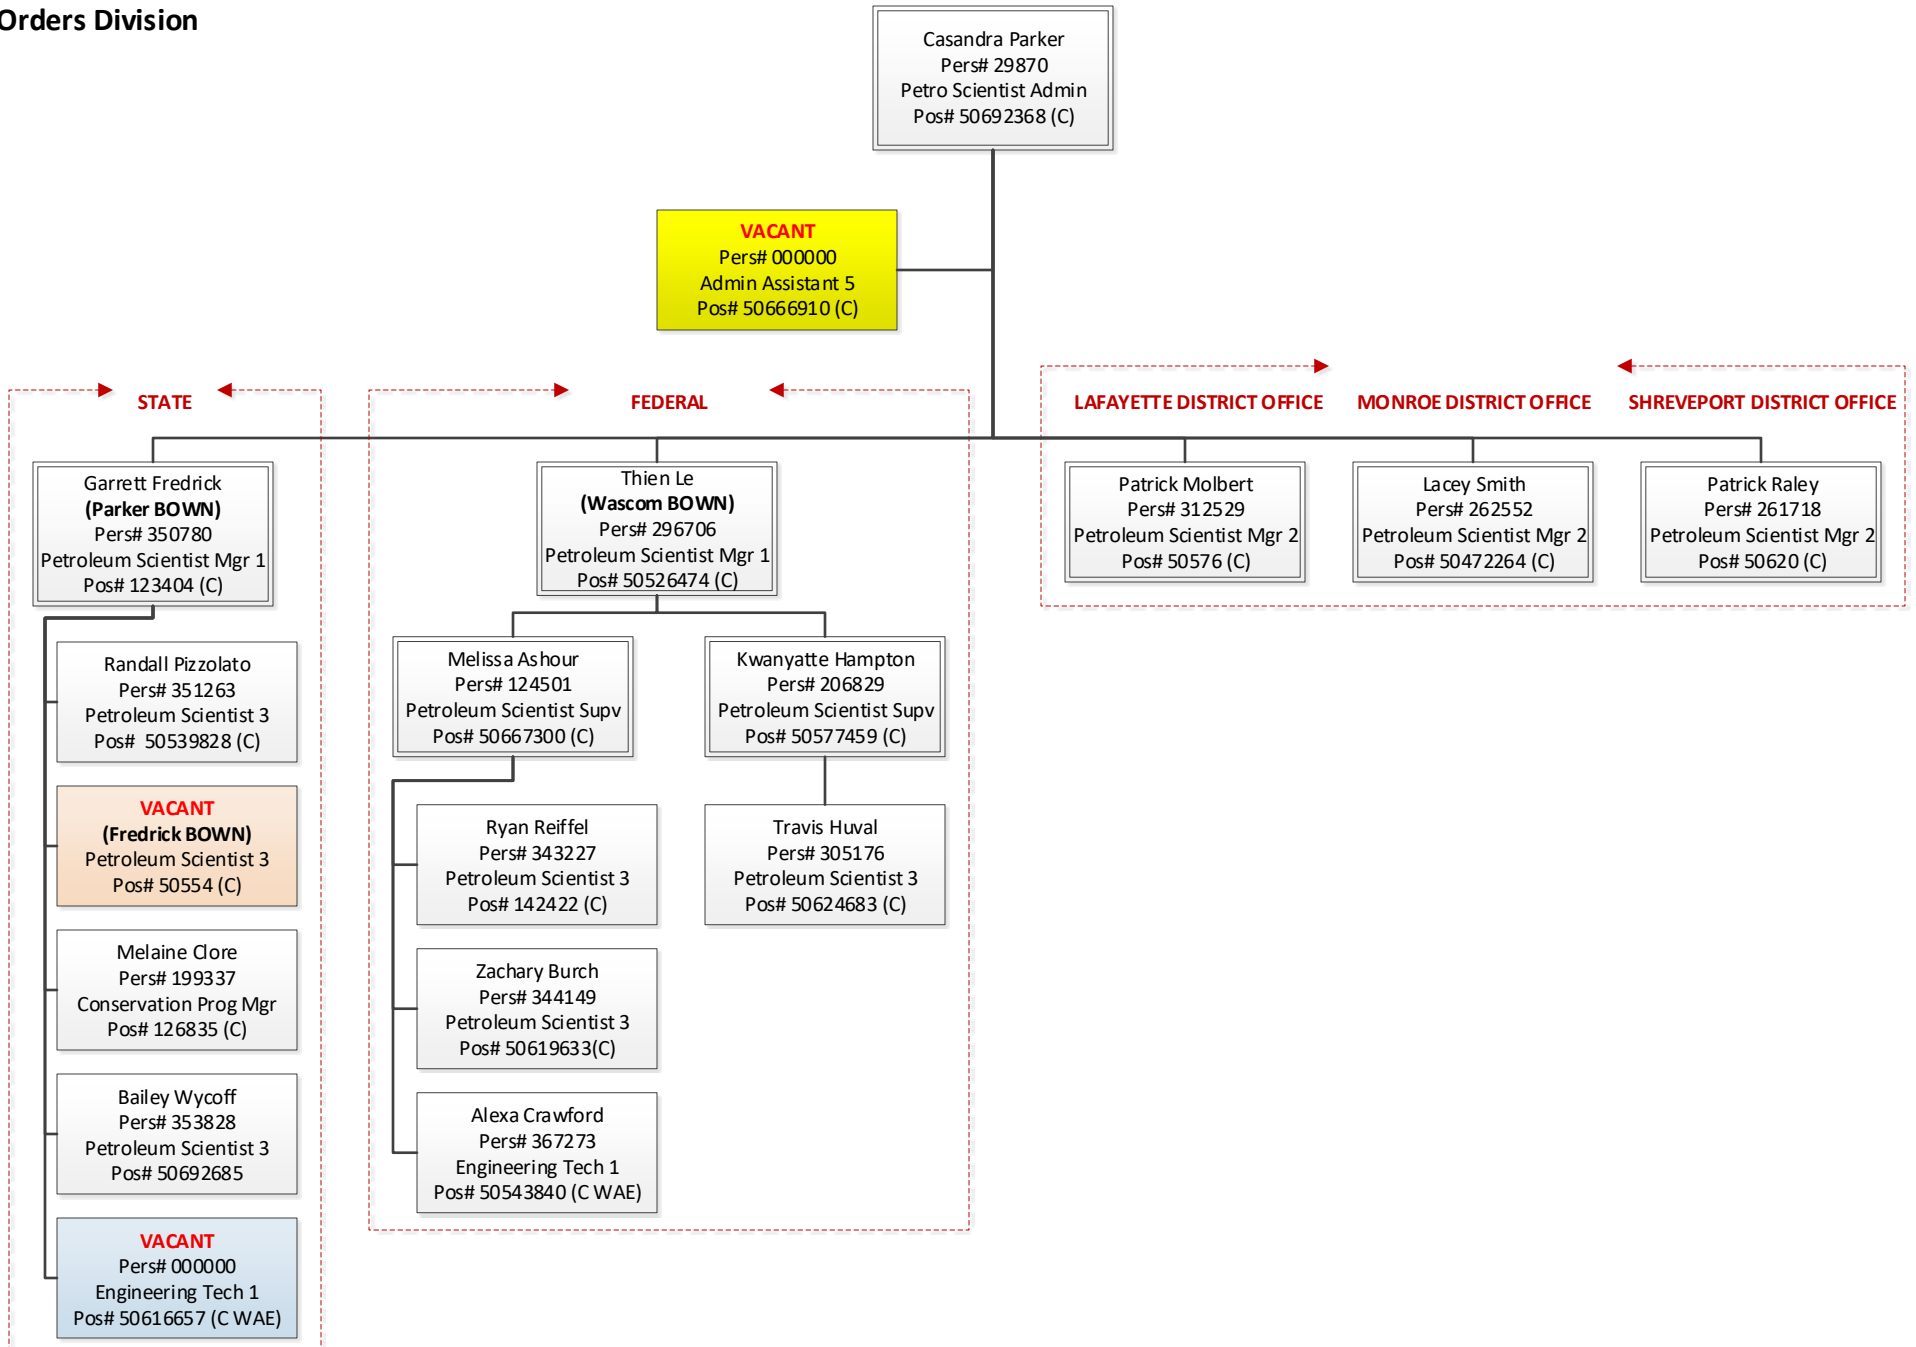 Orders Division
Casandra Parker
Pers# 29870
Petro Scientist Admin
Pos# 50692368 (C)
VACANT
Pers# 000000
Admin Assistant 5
Pos# 50666910 (C)
STATE
FEDERAL
LAFAYETTE DISTRICT OFFICE
MONROE DISTRICT OFFICE
SHREVEPORT DISTRICT OFFICE
Garrett Fredrick
(Parker BOWN)
Pers# 350780
Petroleum Scientist Mgr 1
Pos# 123404 (C)
Thien Le
(Wascom BOWN)
Pers# 296706
Petroleum Scientist Mgr 1
Pos# 50526474 (C)
Patrick Molbert
Pers# 312529
Petroleum Scientist Mgr 2
Pos# 50576 (C)
Lacey Smith
Pers# 262552
Petroleum Scientist Mgr 2
Pos# 50472264 (C)
Patrick Raley
Pers# 261718
Petroleum Scientist Mgr 2
Pos# 50620 (C)
Randall Pizzolato
Pers# 351263
Petroleum Scientist 3
Pos#  50539828 (C)
VACANT
(Fredrick BOWN)
Petroleum Scientist 3
Pos# 50554 (C)
Melaine Clore
Pers# 199337
Conservation Prog Mgr
Pos# 126835 (C)
Bailey Wycoff
Pers# 353828
Petroleum Scientist 3
Pos# 50692685
VACANT
Pers# 000000
Engineering Tech 1
Pos# 50616657 (C WAE)
Melissa Ashour
Pers# 124501
Petroleum Scientist Supv
Pos# 50667300 (C)
Kwanyatte Hampton
Pers# 206829
Petroleum Scientist Supv
Pos# 50577459 (C)
Ryan Reiffel
Pers# 343227
Petroleum Scientist 3
Pos# 142422 (C)
Travis Huval
Pers# 305176
Petroleum Scientist 3
Pos# 50624683 (C)
Zachary Burch
Pers# 344149
Petroleum Scientist 3
Pos# 50619633(C)
Alexa Crawford
Pers# 367273
Engineering Tech 1
Pos# 50543840 (C WAE)